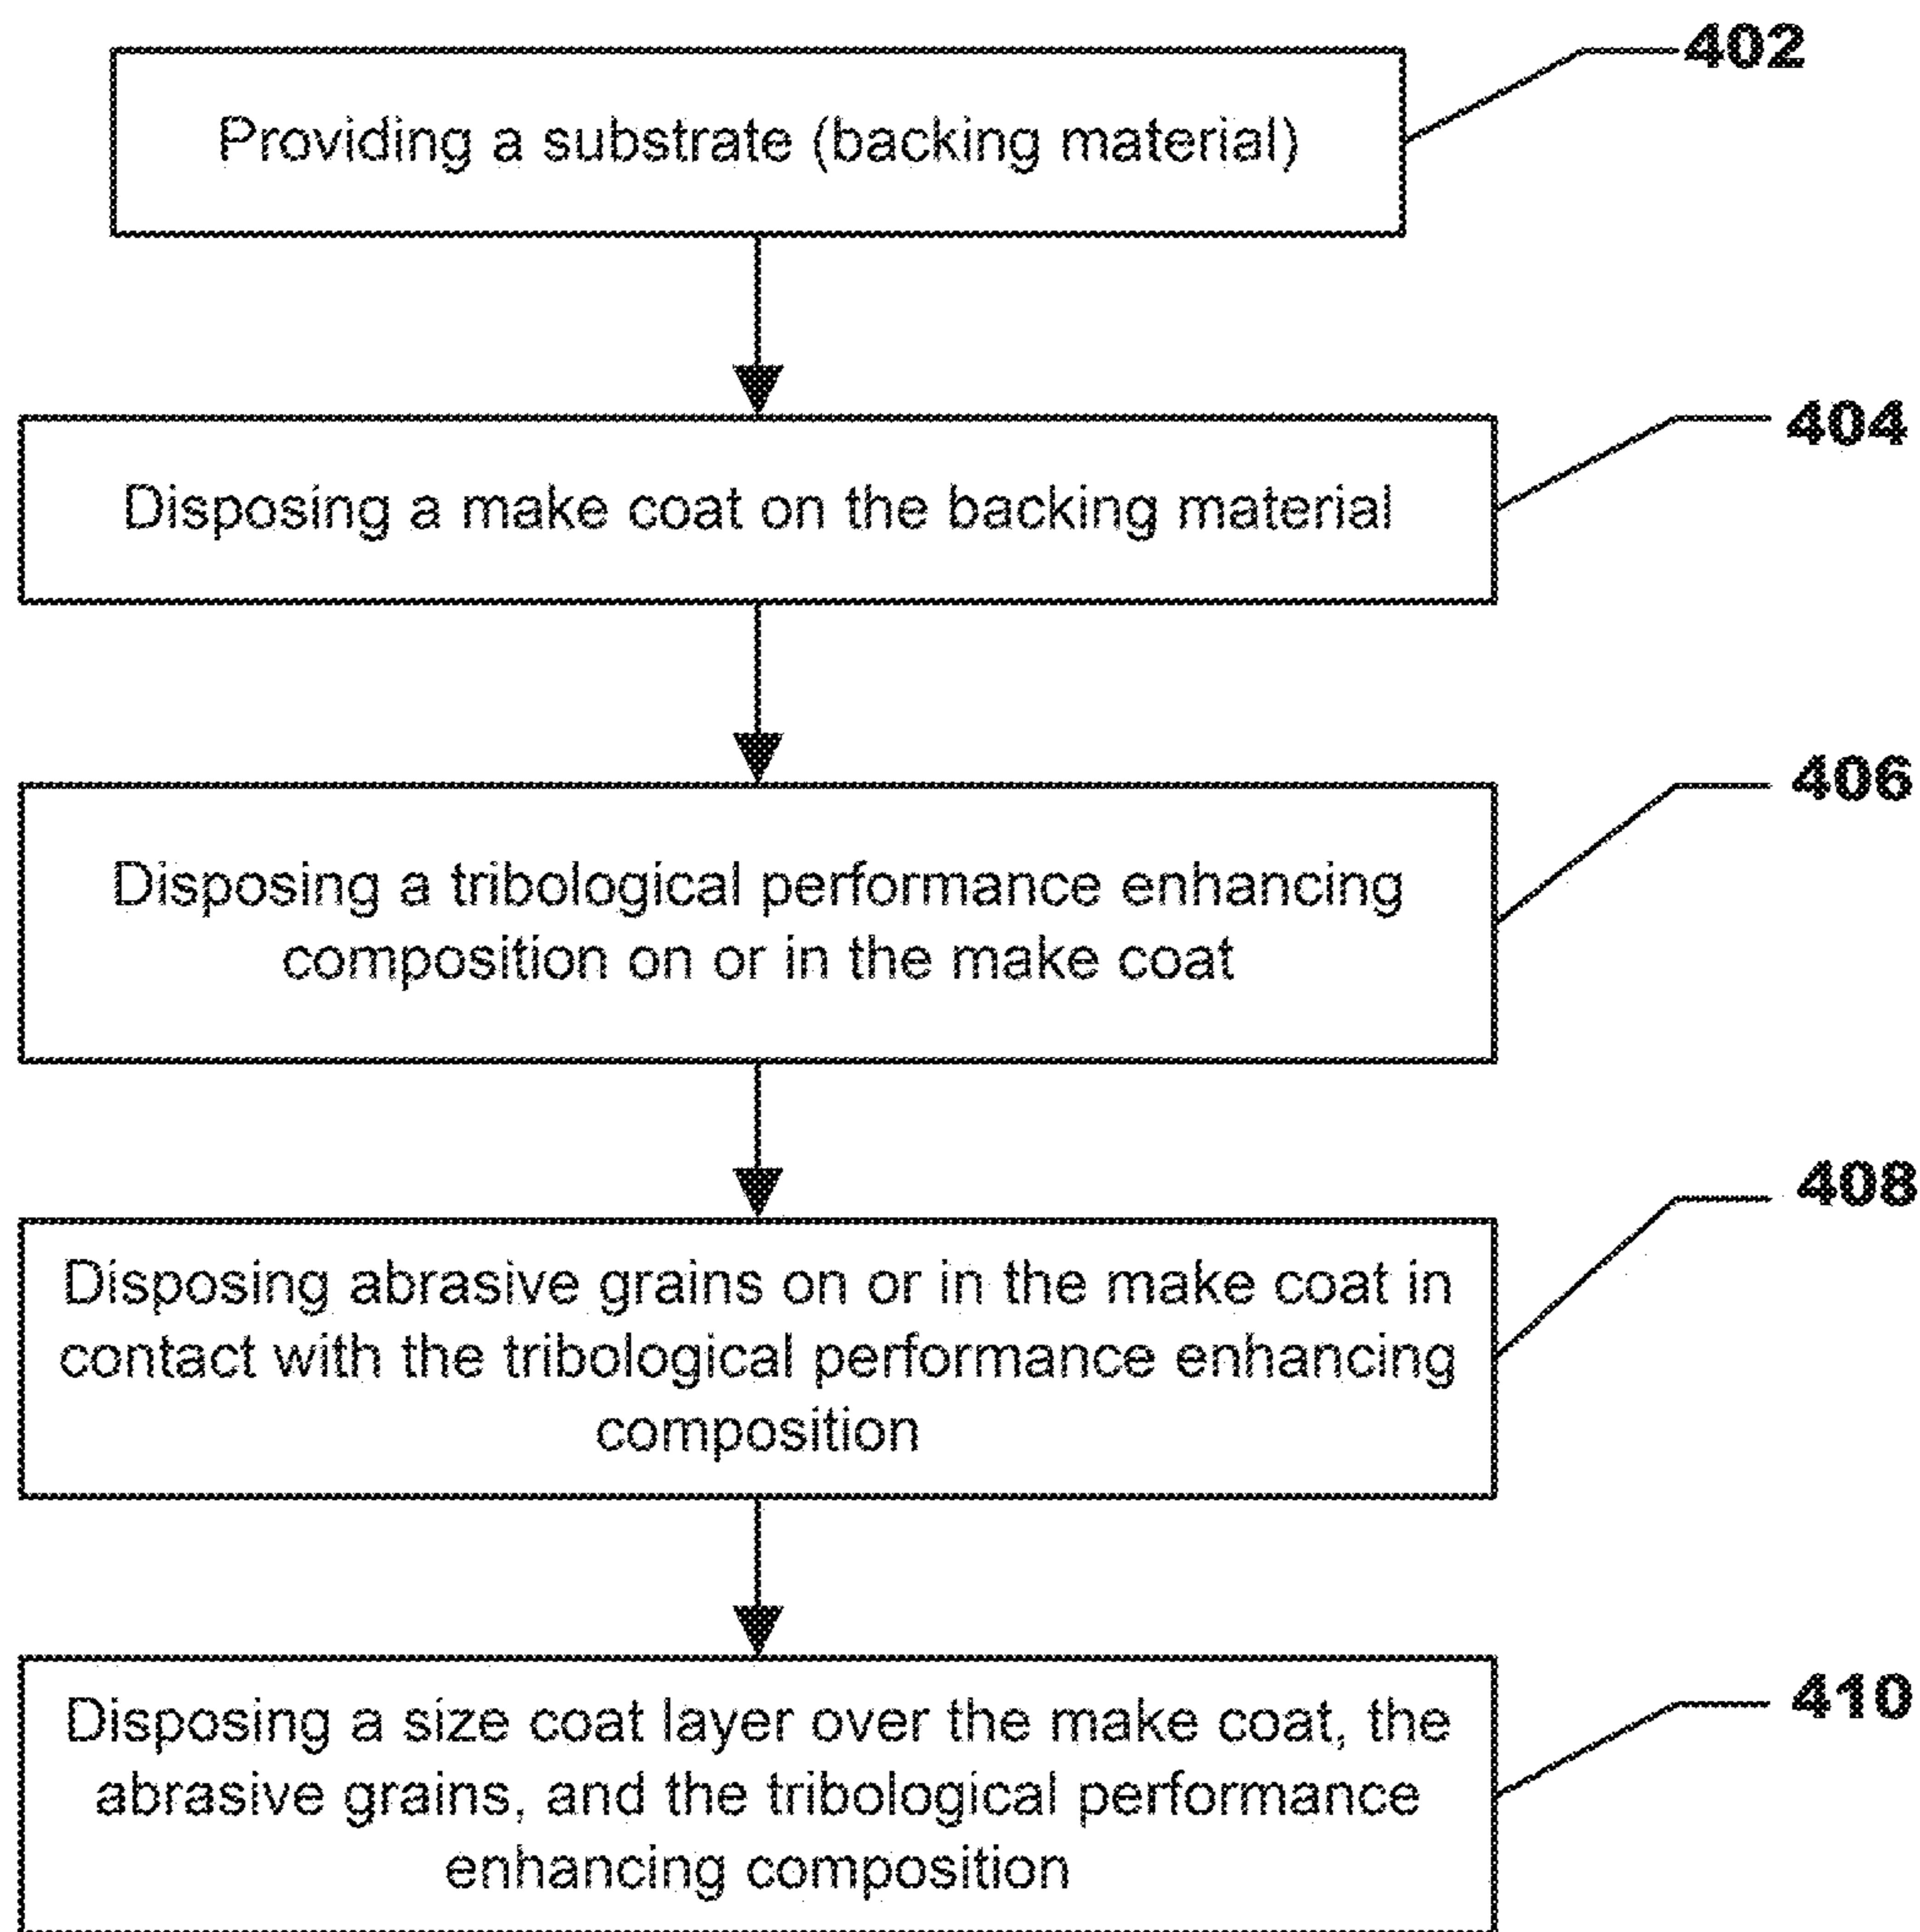 402
Providing a substrate (backing material)
404
Disposing a make coat on the backing material
406
Disposing a tribological performance enhancing
composition on or in the make coat
408
Disposing abrasive grains on or in the make coat in
contact with the tribological performance enhancing
composition
410
Disposing a size coat layer over the make coat, the
abrasive grains, and the tribological performance
enhancing composition